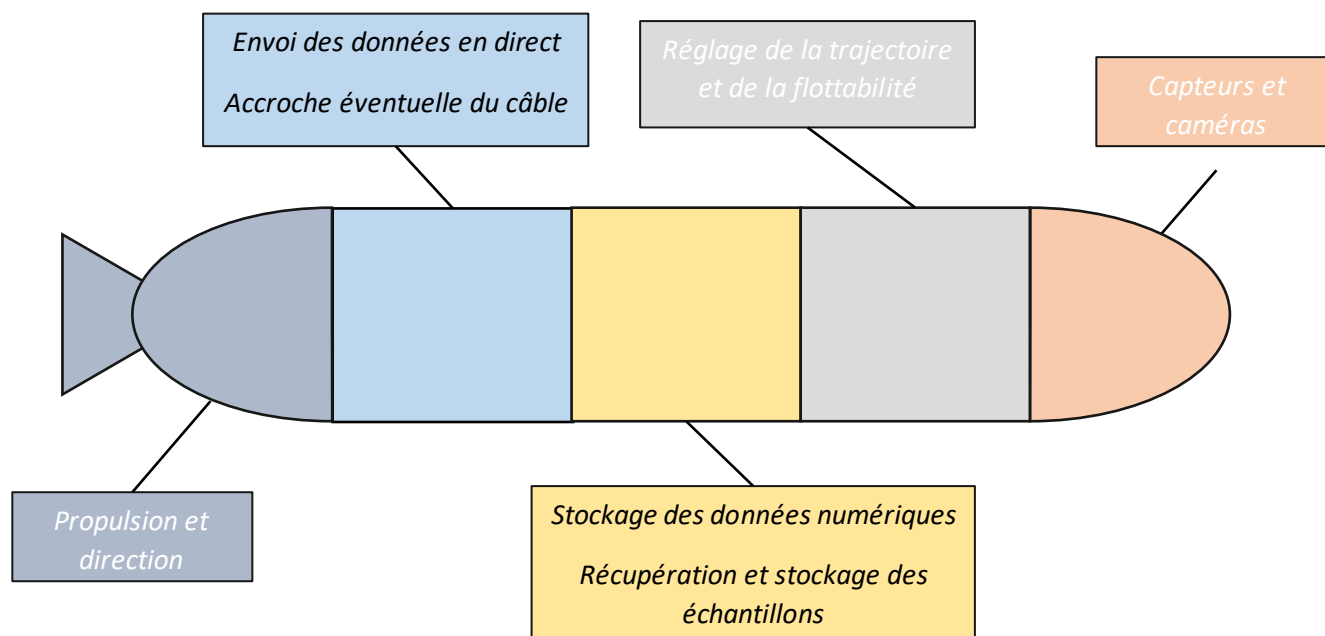 Envoi des données en direct
Accroche éventuelle du câble
Réglage de la trajectoire
et de la flottabilité
Capteurs et
caméras
Propulsion et
direction
Stockage des données numériques
Récupération et stockage des
échantillons